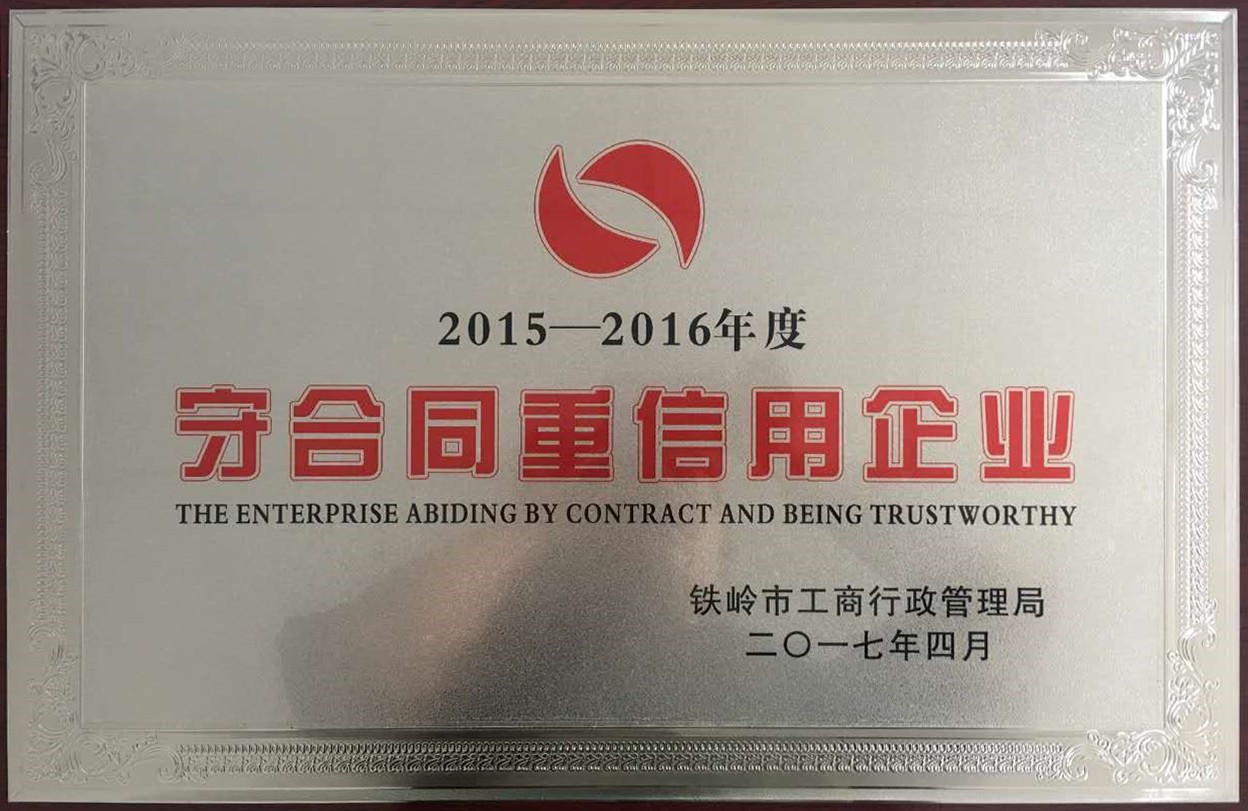 2015—2016年度
守合同重信用企业
THE ENTERPRISE ABIDING BY CONTRACT AND BEING TRUSTWORTHY
铁岭市工商行政管理局
二〇一七年四月